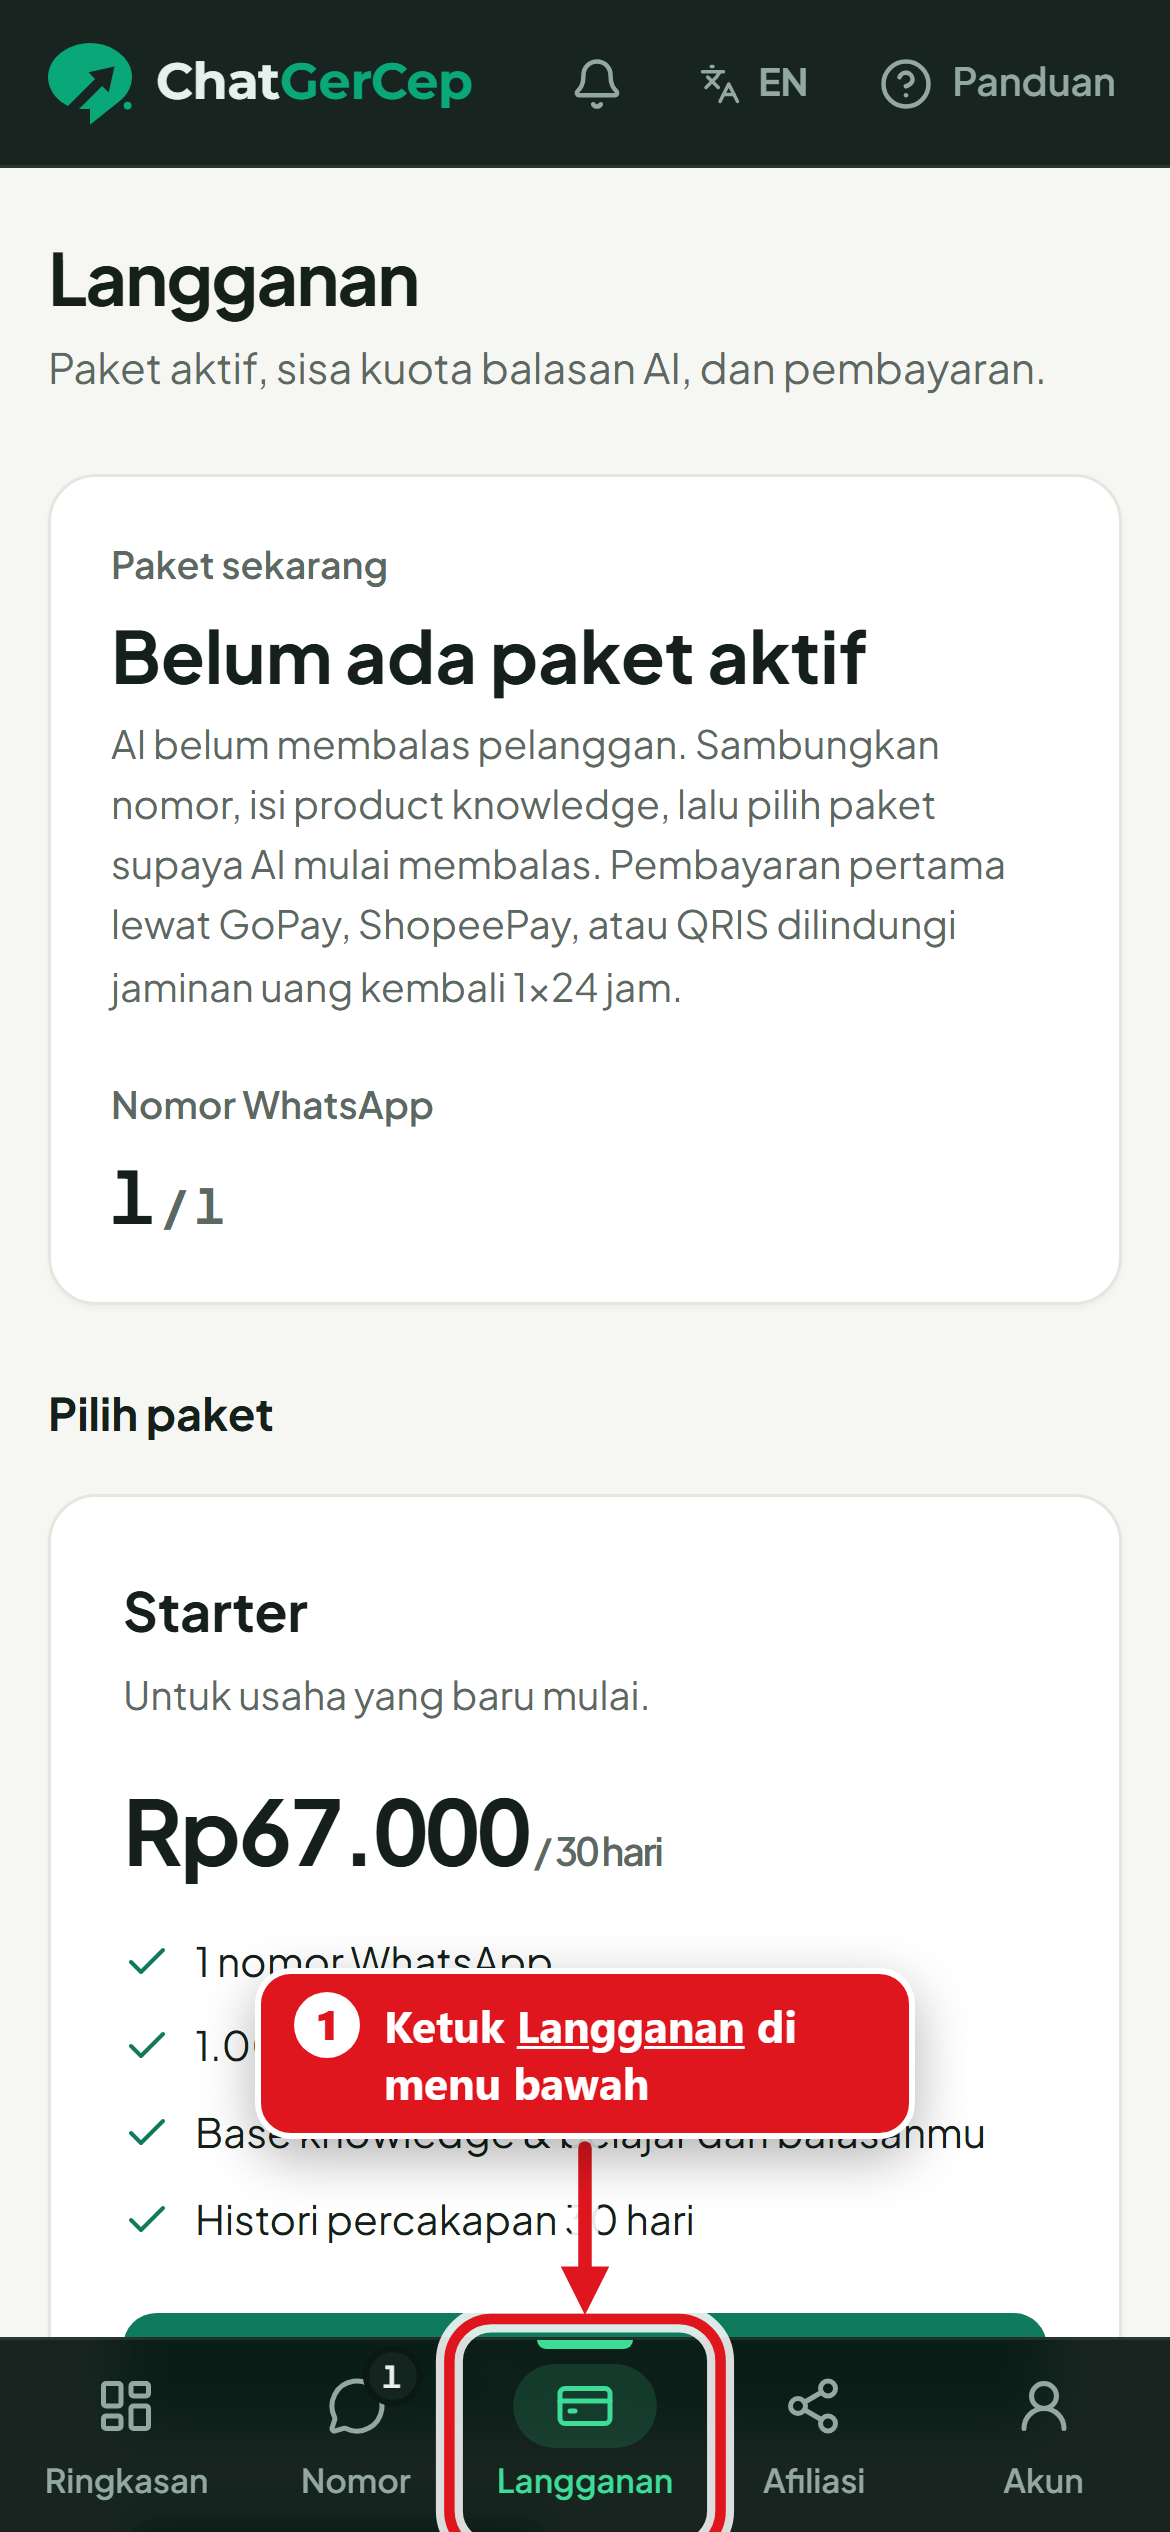 ChatGerCep
EN
Panduan
Langganan
Paket aktif, sisa kuota balasan AI, dan pembayaran.
Paket sekarang
Belum ada paket aktif
AI belum membalas pelanggan. Sambungkan
nomor, isi product knowledge, lalu pilih paket
supaya AI mulai membalas. Pembayaran pertama
lewat GoPay, ShopeePay, atau QRIS dilindungi
jaminan uang kembali 1×24 jam.
Nomor WhatsApp
1 / 1
Pilih paket
Starter
Untuk usaha yang baru mulai.
Rp67.000 / 30 hari
1 nomor WhatsApp
1.0
1 Ketuk Langganan di
menu bawah
Base knowledge & belajar dari balasanmu
Histori percakapan 30 hari
1
Ringkasan
Nomor
Langganan
Afiliasi
Akun